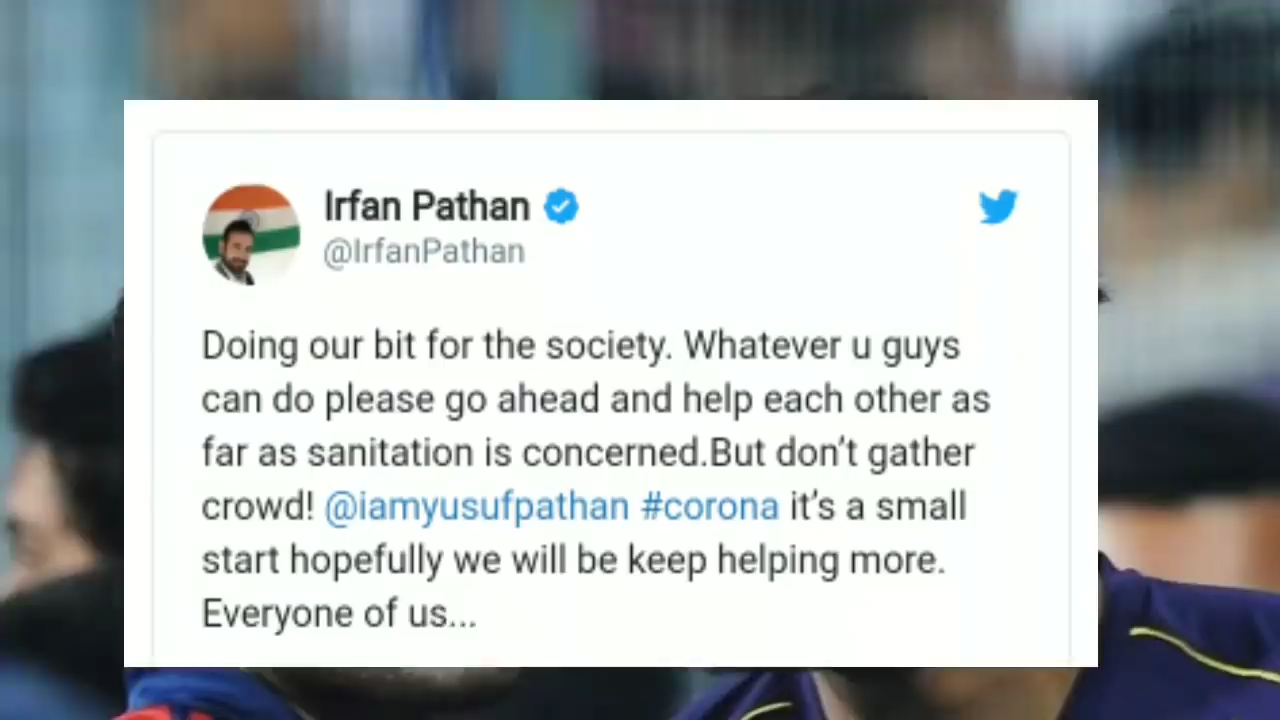 Irfan Pathan
@IrfanPathan
Doing our bit for the society. Whatever u guys
can do please go ahead and help each other as
far as sanitation is concerned.But don’t gather
crowd! @iamyusufpathan #corona it’s a small
start hopefully we will be keep helping more.
Everyone of us...